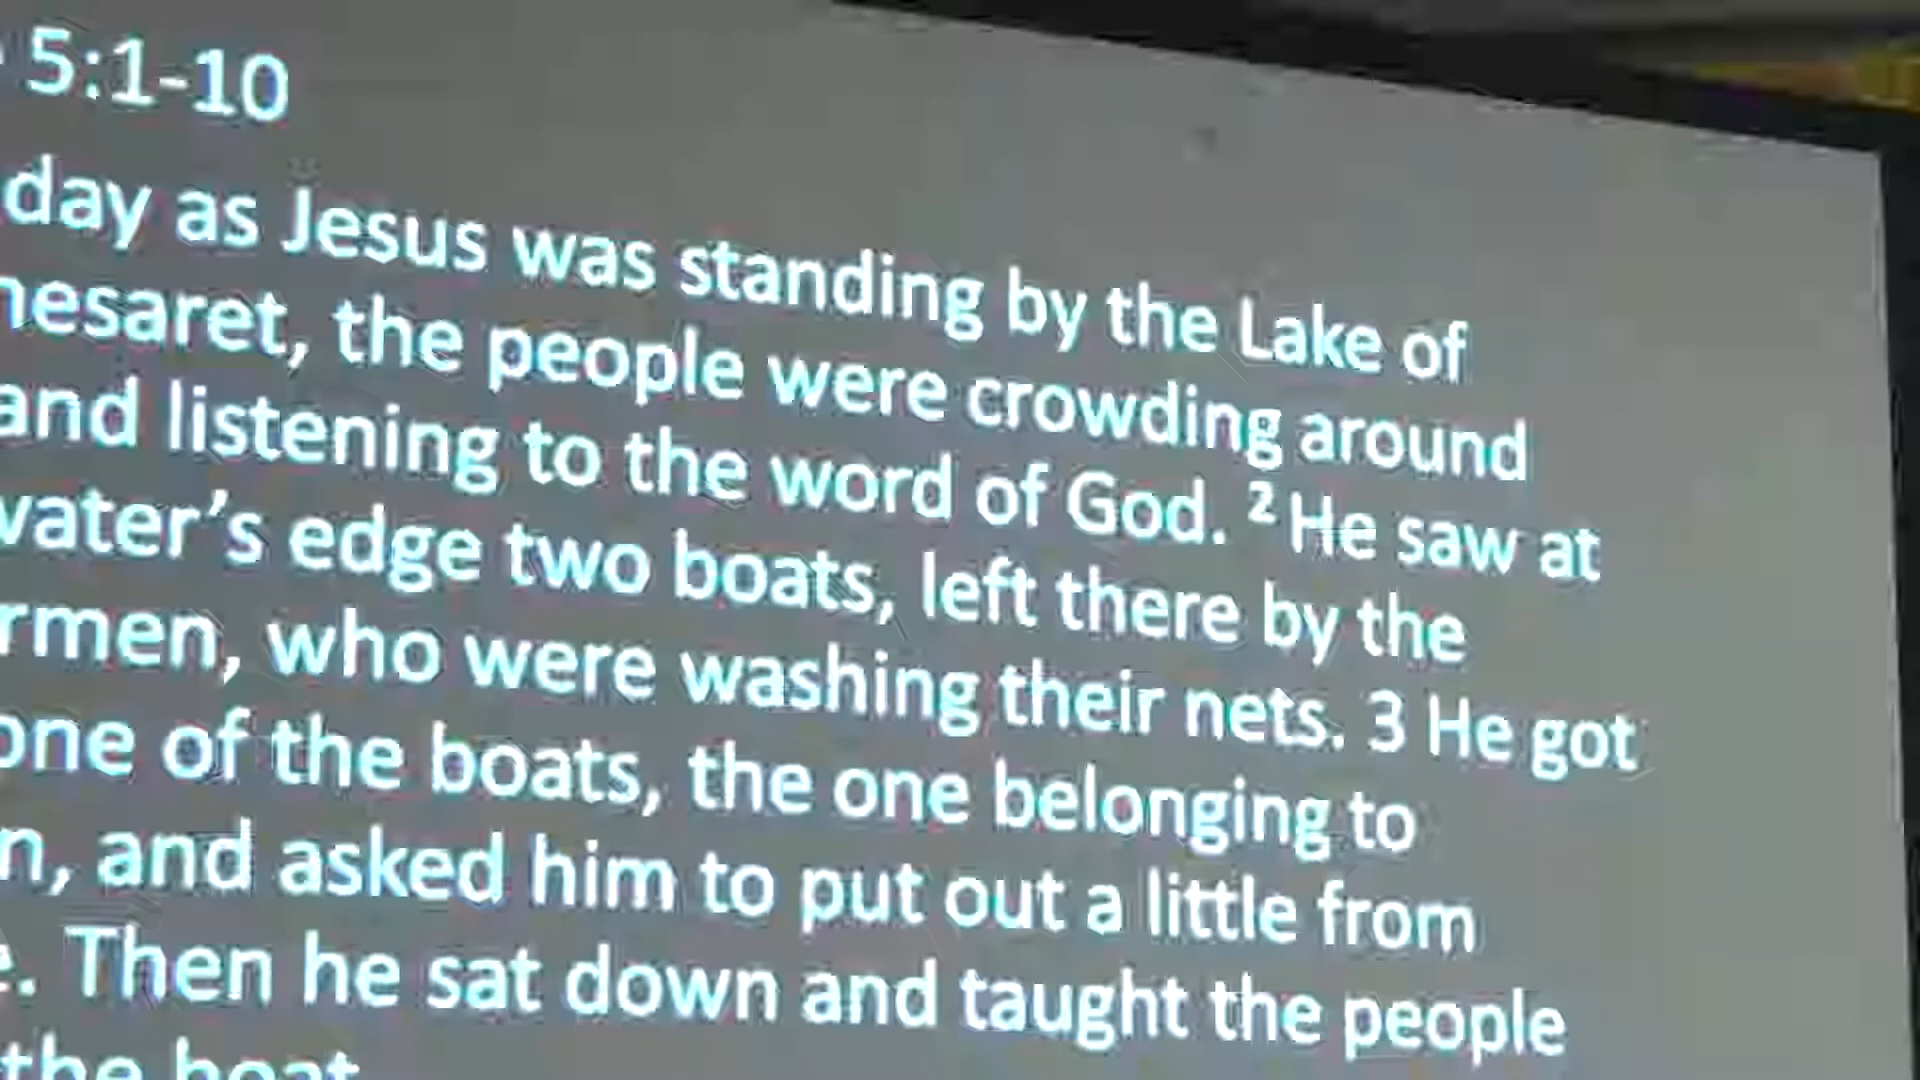 5:1-10
day as Jesus was standing by the Lake of
nesaret, the people were crowding around
and listening to the word of God. ² He saw at
water's edge two boats, left there by the
rmen, who were washing their nets. 3 He got
one of the boats, the one belonging to
n, and asked him to put out a little from
e. Then he sat down and taught the people
the boat.